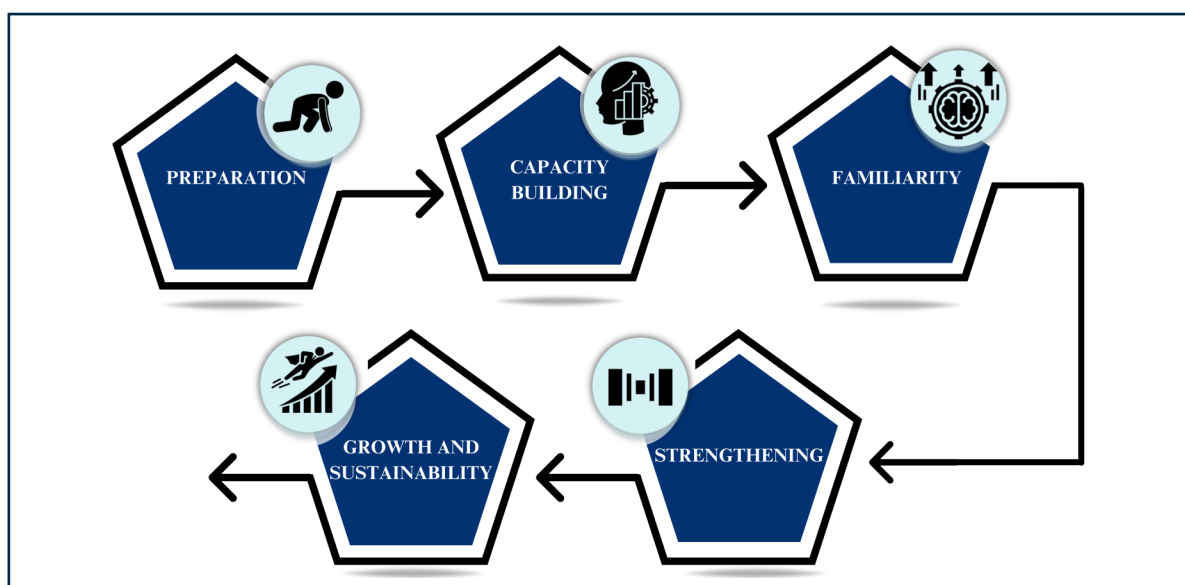 PREPARATION
CAPACITY
BUILDING
FAMILIARITY
STRENGTHENING
GROWTH AND
SUSTAINABILITY